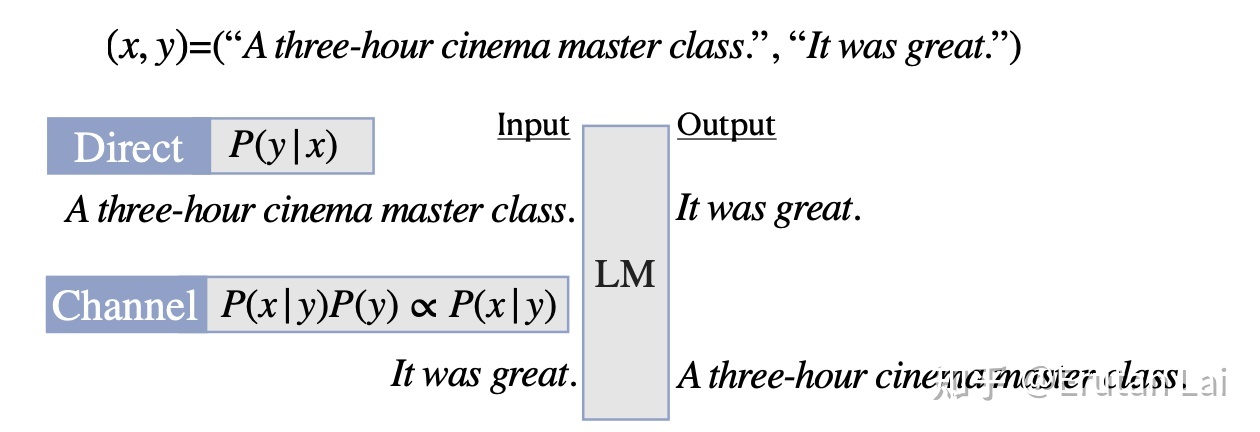 (x, y)=(“A three-hour cinema master class.”, “It was great.”)
Direct P(y|x)
Input Output
A three-hour cinema master class. It was great.
LM
Channel P(x|y)P(y) ∝ P(x|y)
It was great. A three-hour cinema master class.
知乎 @Erutan Lai